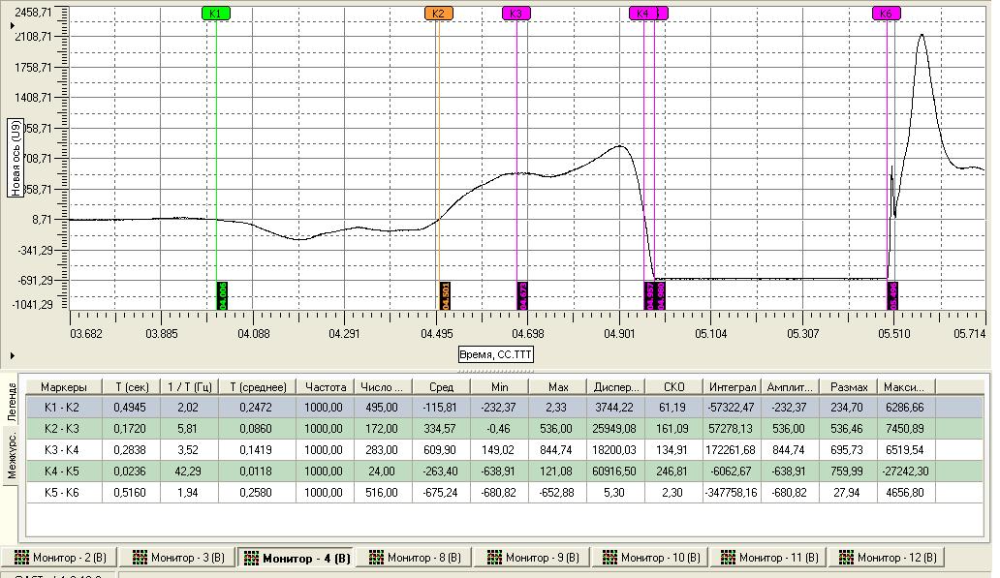 2458,71
2108,71
1758,71
1408,71
058,71
708,71
358,71
8,71
-341,29
-691,29
-1041,29
Новая ось (U9)
K1 K2 K3 K4 K6
04.006 04.501 04.673 04.957 04.980 05.496
03.682 03.885 04.088 04.291 04.495 04.698 04.901 05.104 05.307 05.510 05.714
Время, СС.ТТТ
Легенда
Межкурс.
Маркеры T (сек) 1 / T (Гц) T (среднее) Частота Число ... Сред Min Max Диспер... СКО Интеграл Амплит... Размах Макси...
K1 - K2 0,4945 2,02 0,2472 1000,00 495,00 -115,81 -232,37 2,33 3744,22 61,19 -57322,47 -232,37 234,70 6286,66
K2 - K3 0,1720 5,81 0,0860 1000,00 172,00 334,57 -0,46 536,00 25949,08 161,09 57278,13 536,00 536,46 7450,89
K3 - K4 0,2838 3,52 0,1419 1000,00 283,00 609,90 149,02 844,74 18200,03 134,91 172261,68 844,74 695,73 6519,54
K4 - K5 0,0236 42,29 0,0118 1000,00 24,00 -263,40 -638,91 121,08 60916,50 246,81 -6062,67 -638,91 759,99 -27242,30
K5 - K6 0,5160 1,94 0,2580 1000,00 516,00 -675,24 -680,82 -652,88 5,30 2,30 -347758,16 -680,82 27,94 4656,80
Монитор - 2 (B) Монитор - 3 (B) Монитор - 4 (B) Монитор - 8 (B) Монитор - 9 (B) Монитор - 10 (B) Монитор - 11 (B) Монитор - 12 (B)